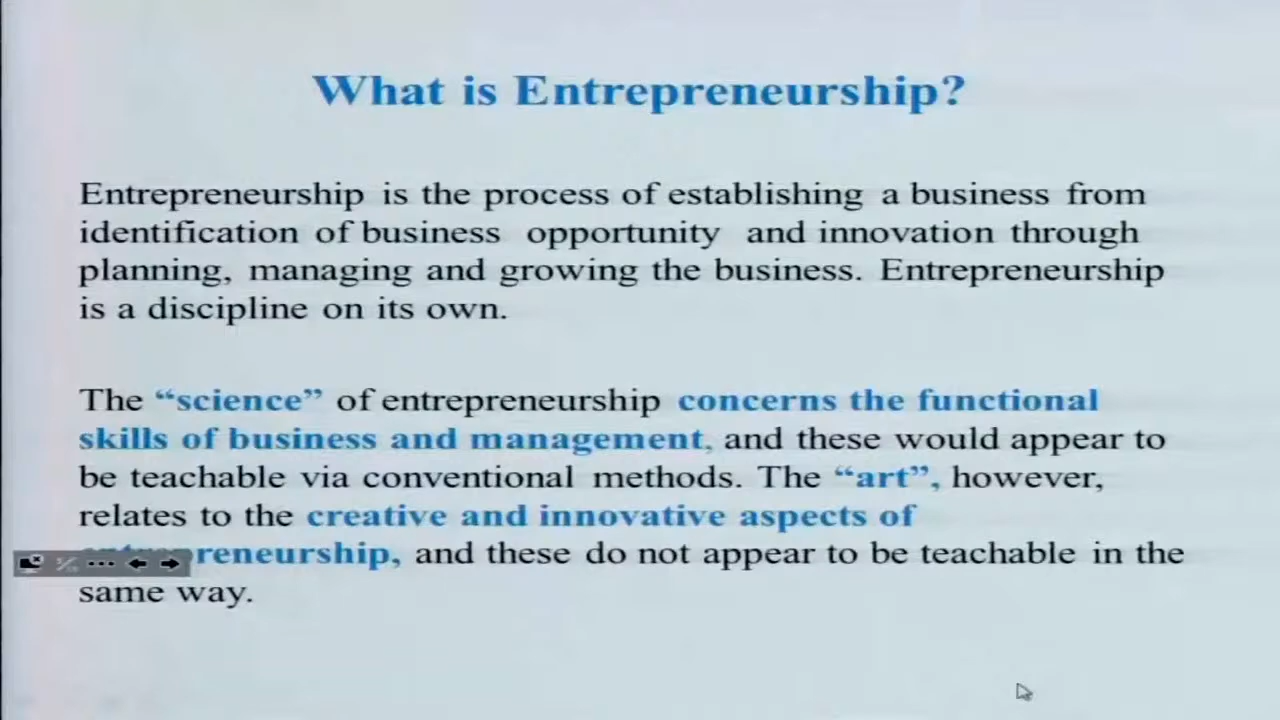 What is Entrepreneurship?
Entrepreneurship is the process of establishing a business from
identification of business opportunity and innovation through
planning, managing and growing the business. Entrepreneurship
is a discipline on its own.
The “science” of entrepreneurship concerns the functional
skills of business and management, and these would appear to
be teachable via conventional methods. The “art”, however,
relates to the creative and innovative aspects of
entrepreneurship, and these do not appear to be teachable in the
same way.